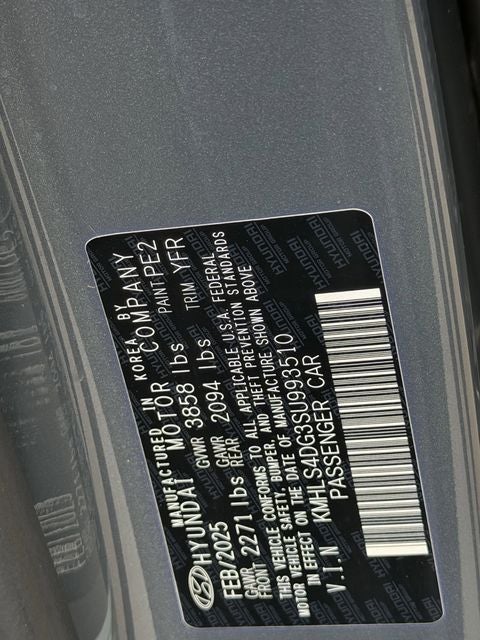 MANUFACTURED IN KOREA BY
HYUNDAI MOTOR COMPANY
FEB/2025 GVWR 3858 lbs PAINT PE2
GAWR FRONT 2271 lbs GAWR REAR 2094 lbs TRIM YFR
THIS VEHICLE CONFORMS TO ALL APPLICABLE U.S.A. FEDERAL
MOTOR VEHICLE SAFETY, BUMPER, AND THEFT PREVENTION STANDARDS
IN EFFECT ON THE DATE OF MANUFACTURE SHOWN ABOVE
V.I.N KMHLS4DG3SU993510
PASSENGER CAR